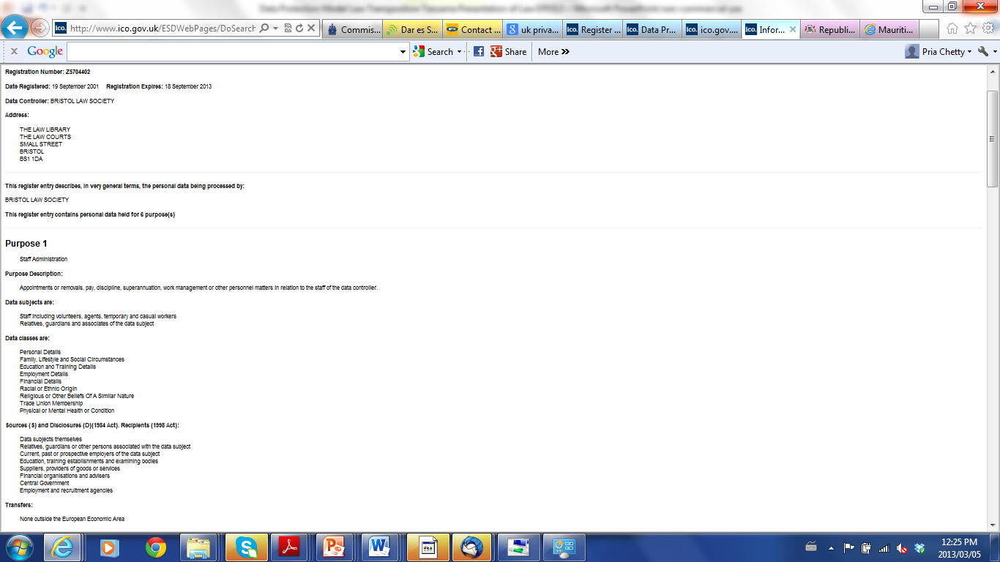 Data Protection Model Law Transposition Tanzania Presentation of Law 070313 - Microsoft PowerPoint non-commercial use
http://www.ico.gov.uk/ESDWebPages/DoSearch
Commis...
Dar es S...
Contact ...
uk priva...
Register ...
Data Pr...
ico.gov....
Infor...
Republi...
Mauriti...
x Google
Search
Share
More »
Pria Chetty
Registration Number: Z5704402
Date Registered: 19 September 2001 Registration Expires: 18 September 2013
Data Controller: BRISTOL LAW SOCIETY
Address:
THE LAW LIBRARY
THE LAW COURTS
SMALL STREET
BRISTOL
BS1 1DA
This register entry describes, in very general terms, the personal data being processed by:
BRISTOL LAW SOCIETY
This register entry contains personal data held for 6 purpose(s)
Purpose 1
Staff Administration
Purpose Description:
Appointments or removals, pay, discipline, superannuation, work management or other personnel matters in relation to the staff of the data controller.
Data subjects are:
Staff including volunteers, agents, temporary and casual workers
Relatives, guardians and associates of the data subject
Data classes are:
Personal Details
Family, Lifestyle and Social Circumstances
Education and Training Details
Employment Details
Financial Details
Racial or Ethnic Origin
Religious or Other Beliefs Of A Similar Nature
Trade Union Membership
Physical or Mental Health or Condition
Sources (S) and Disclosures (D)(1984 Act). Recipients (1998 Act):
Data subjects themselves
Relatives, guardians or other persons associated with the data subject
Current, past or prospective employers of the data subject
Education, training establishments and examining bodies
Suppliers, providers of goods or services
Financial organisations and advisers
Central Government
Employment and recruitment agencies
Transfers:
None outside the European Economic Area
12:25 PM
2013/03/05